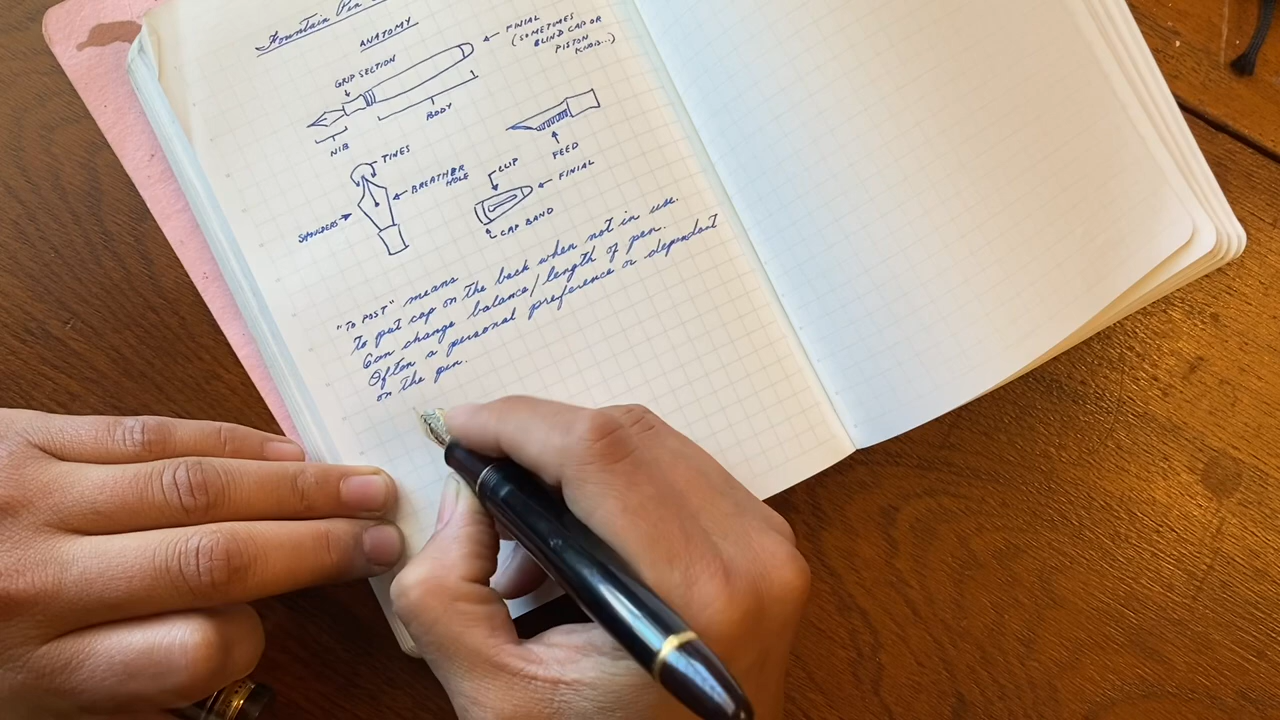 Fountain Pen
ANATOMY
FINIAL
(SOMETIMES
BLIND CAP OR
PISTON
KNOB...)
GRIP SECTION
BODY
NIB
FEED
TINES
BREATHER
HOLE
SHOULDERS
CLIP
FINIAL
CAP BAND
"TO POST" means
to put cap on the back when not in use.
Can change balance/length of pen.
Often a personal preference or dependant
on the pen.